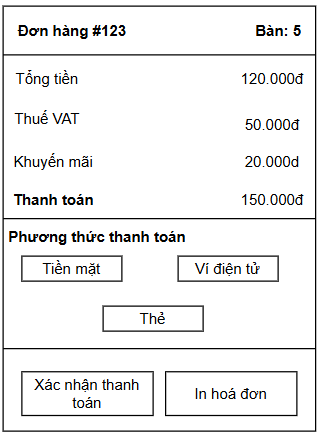 Đơn hàng #123 Bàn: 5
Tổng tiền 120.000đ
Thuế VAT 50.000đ
Khuyến mãi 20.000d
Thanh toán 150.000đ
Phương thức thanh toán
Tiền mặt Ví điện tử
Thẻ
Xác nhận thanh
toán
In hoá đơn